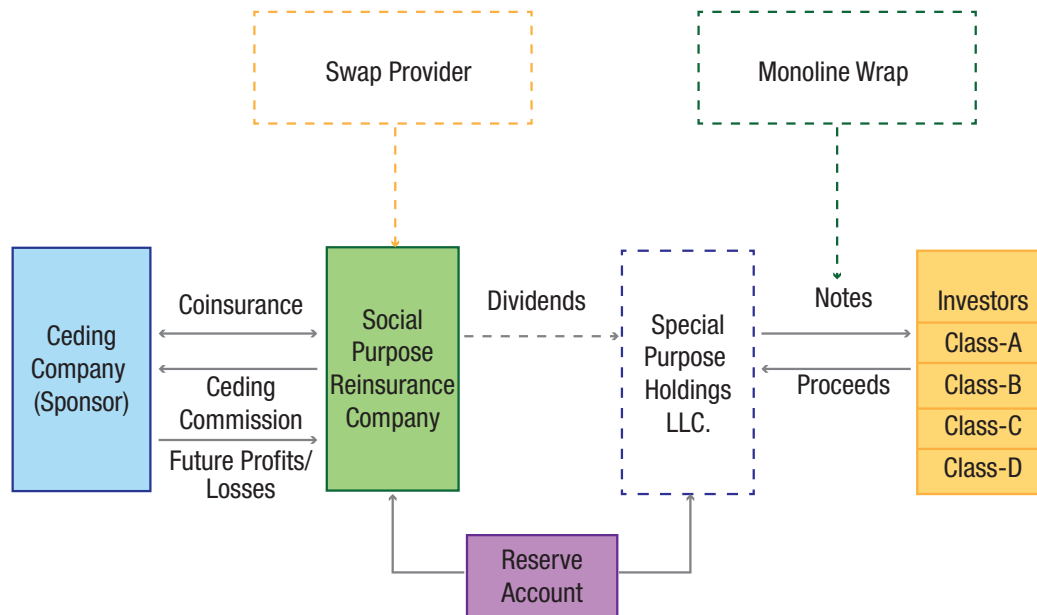 Swap Provider
Monoline Wrap
Ceding
Company
(Sponsor)
Coinsurance
Ceding
Commission
Future Profits/
Losses
Social
Purpose
Reinsurance
Company
Dividends
Special
Purpose
Holdings
LLC.
Notes
Proceeds
Investors
Class-A
Class-B
Class-C
Class-D
Reserve
Account